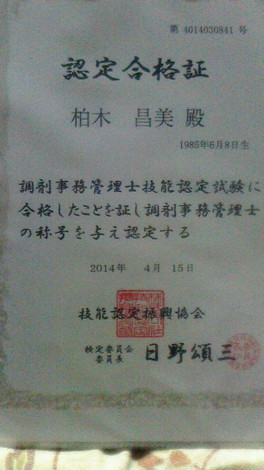 第 4014030841 号
認定合格証
柏木 昌美 殿
1985年6月8日生
調剤事務管理士技能認定試験に
合格したことを証し調剤事務管理士
の称号を与え認定する
2014年 4月 15日
技能認定振興協会
検定委員会
委員長 日野頌三